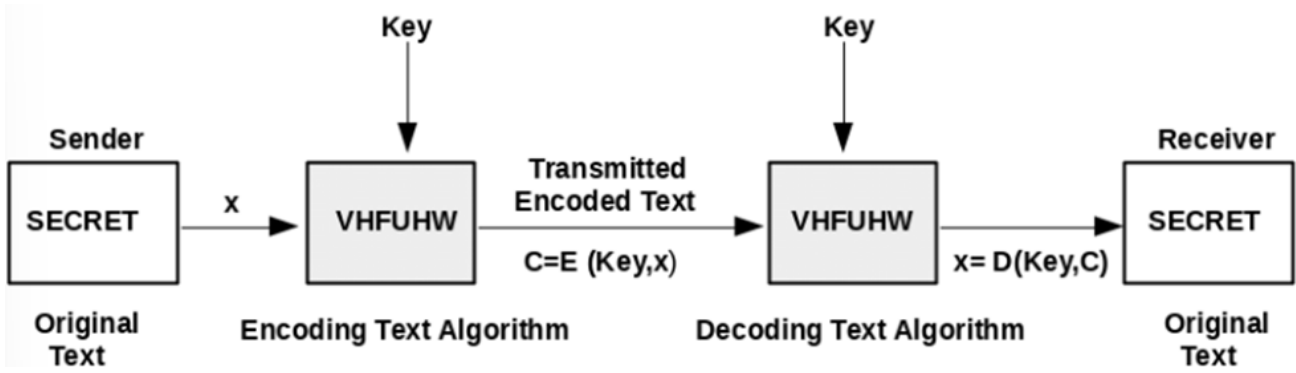 Key
Key
Sender
Receiver
SECRET
x
VHFUHW
Transmitted
Encoded Text
C=E (Key,x)
VHFUHW
x= D(Key,C)
SECRET
Original
Text
Encoding Text Algorithm
Decoding Text Algorithm
Original
Text